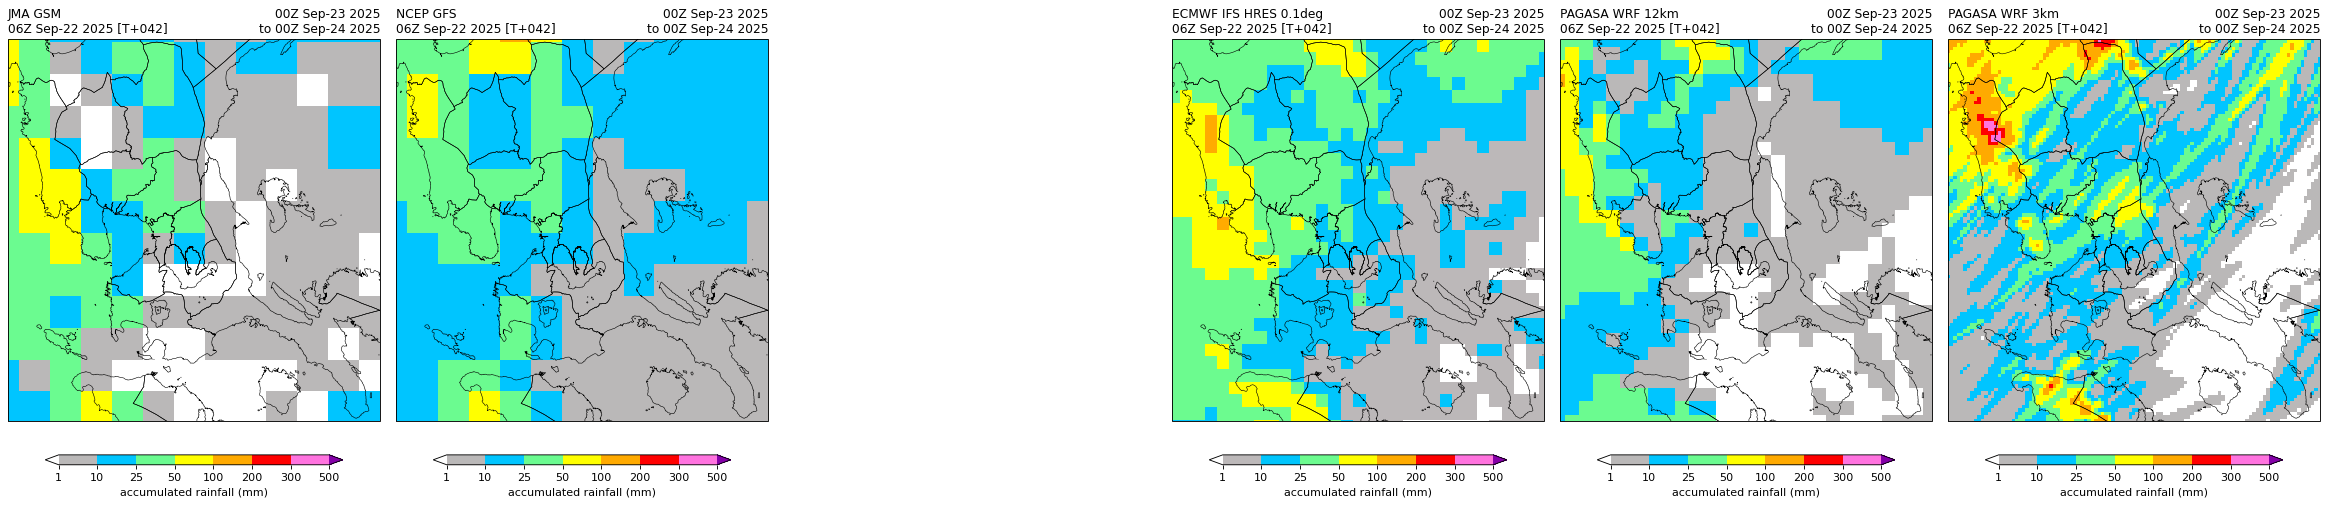 JMA GSM 00Z Sep-23 2025
06Z Sep-22 2025 [T+042] to 00Z Sep-24 2025
1 10 25 50 100 200 300 500
accumulated rainfall (mm)
NCEP GFS 00Z Sep-23 2025
06Z Sep-22 2025 [T+042] to 00Z Sep-24 2025
1 10 25 50 100 200 300 500
accumulated rainfall (mm)
ECMWF IFS HRES 0.1deg 00Z Sep-23 2025
06Z Sep-22 2025 [T+042] to 00Z Sep-24 2025
1 10 25 50 100 200 300 500
accumulated rainfall (mm)
PAGASA WRF 12km 00Z Sep-23 2025
06Z Sep-22 2025 [T+042] to 00Z Sep-24 2025
1 10 25 50 100 200 300 500
accumulated rainfall (mm)
PAGASA WRF 3km 00Z Sep-23 2025
06Z Sep-22 2025 [T+042] to 00Z Sep-24 2025
1 10 25 50 100 200 300 500
accumulated rainfall (mm)